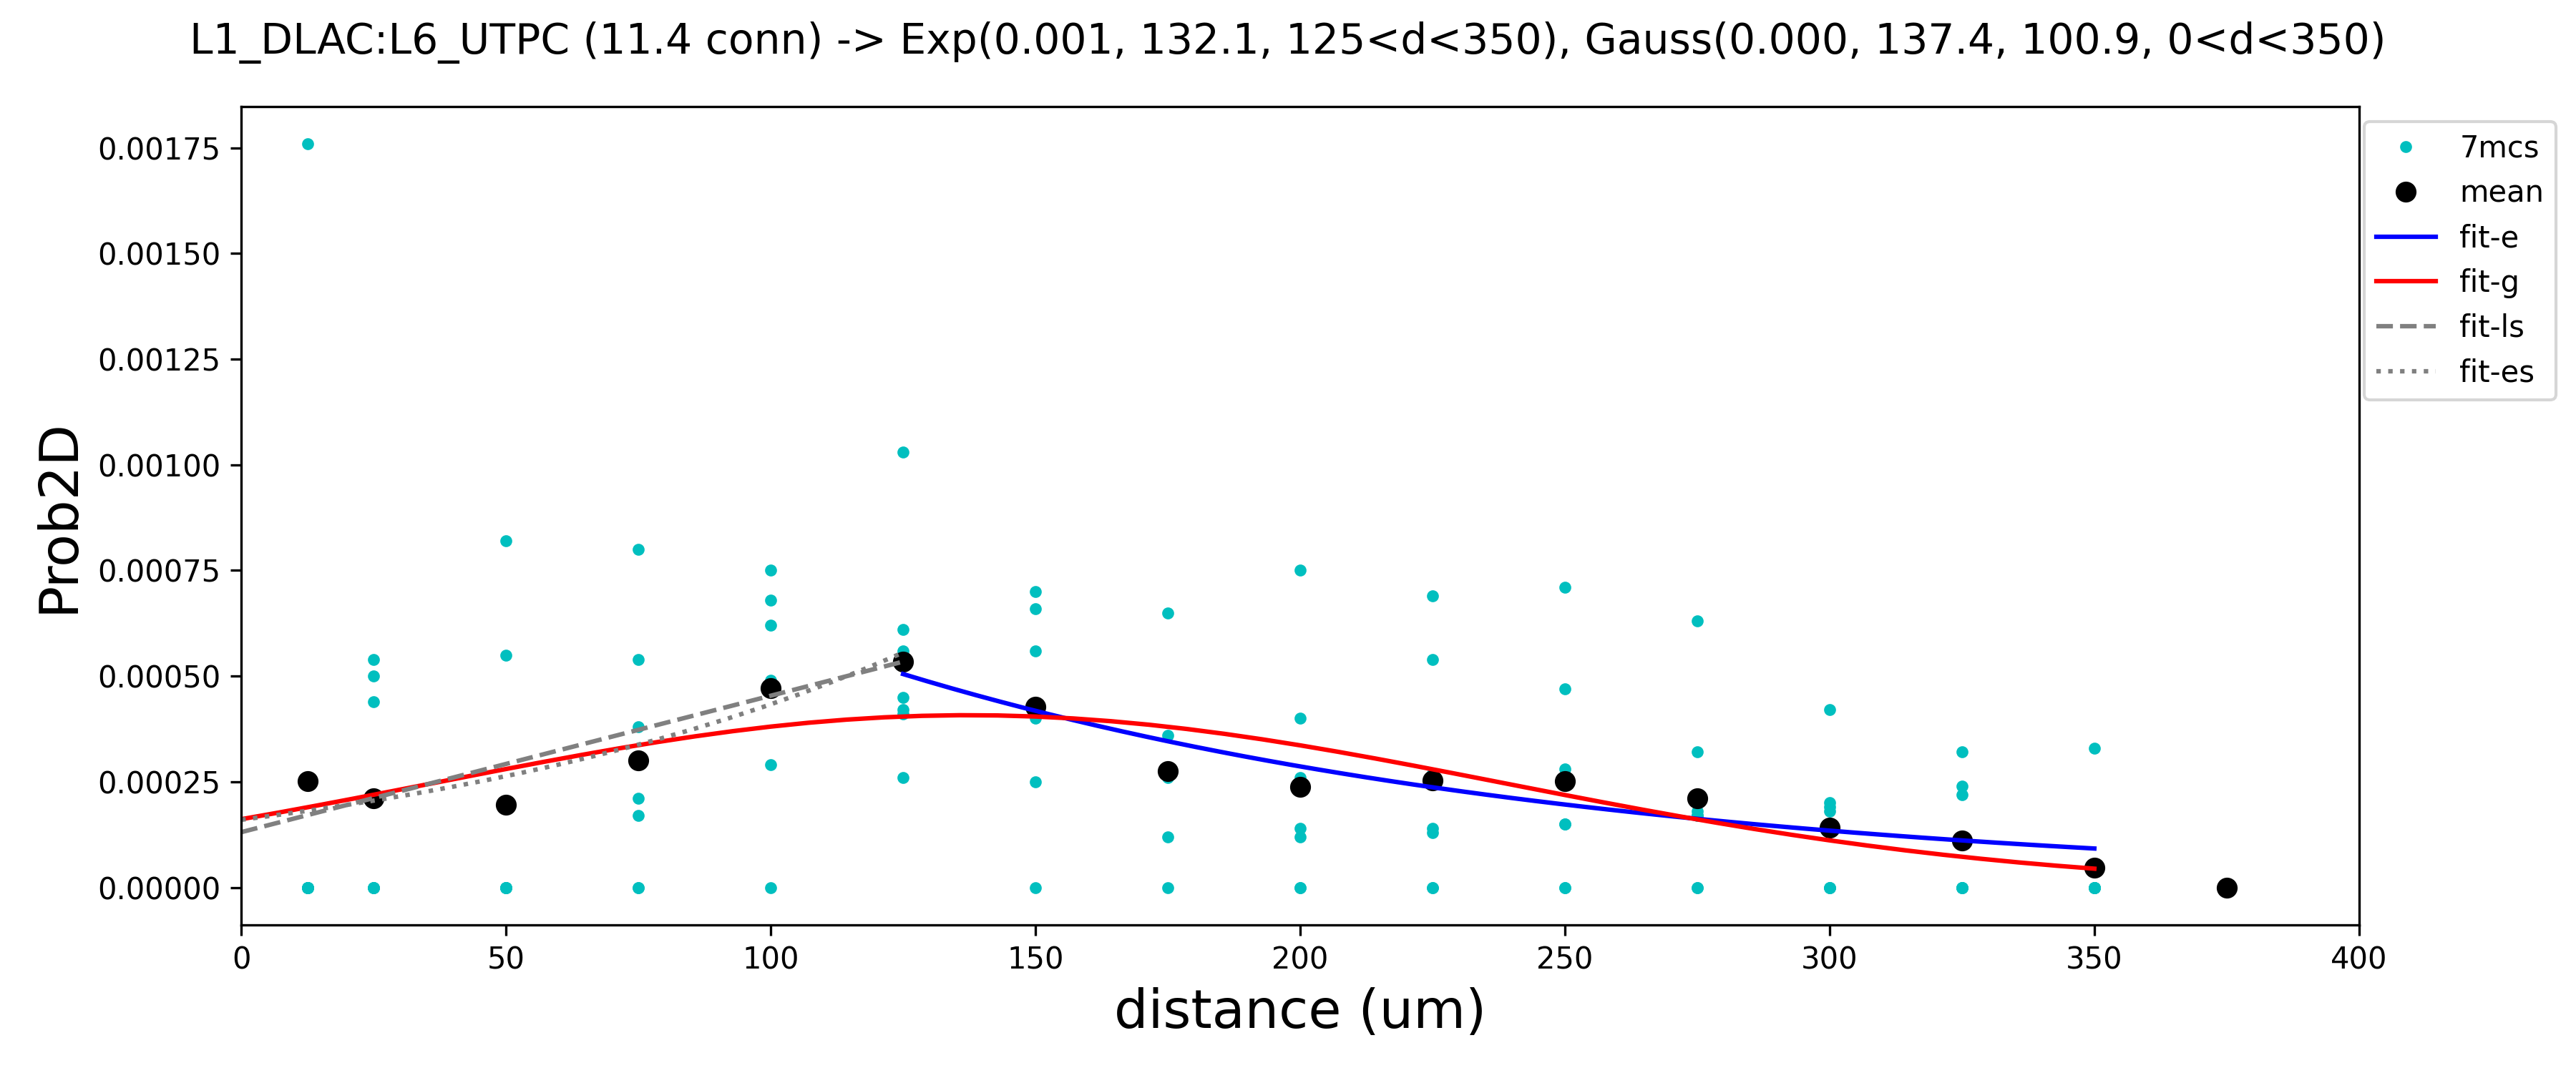 L1_DLAC:L6_UTPC (11.4 conn) -> Exp(0.001, 132.1, 125<d<350), Gauss(0.000, 137.4, 100.9, 0<d<350)
0.00175
0.00150
0.00125
0.00100
0.00075
0.00050
0.00025
0.00000
Prob2D
0 50 100 150 200 250 300 350 400
distance (um)
7mcs
mean
fit-e
fit-g
fit-ls
fit-es